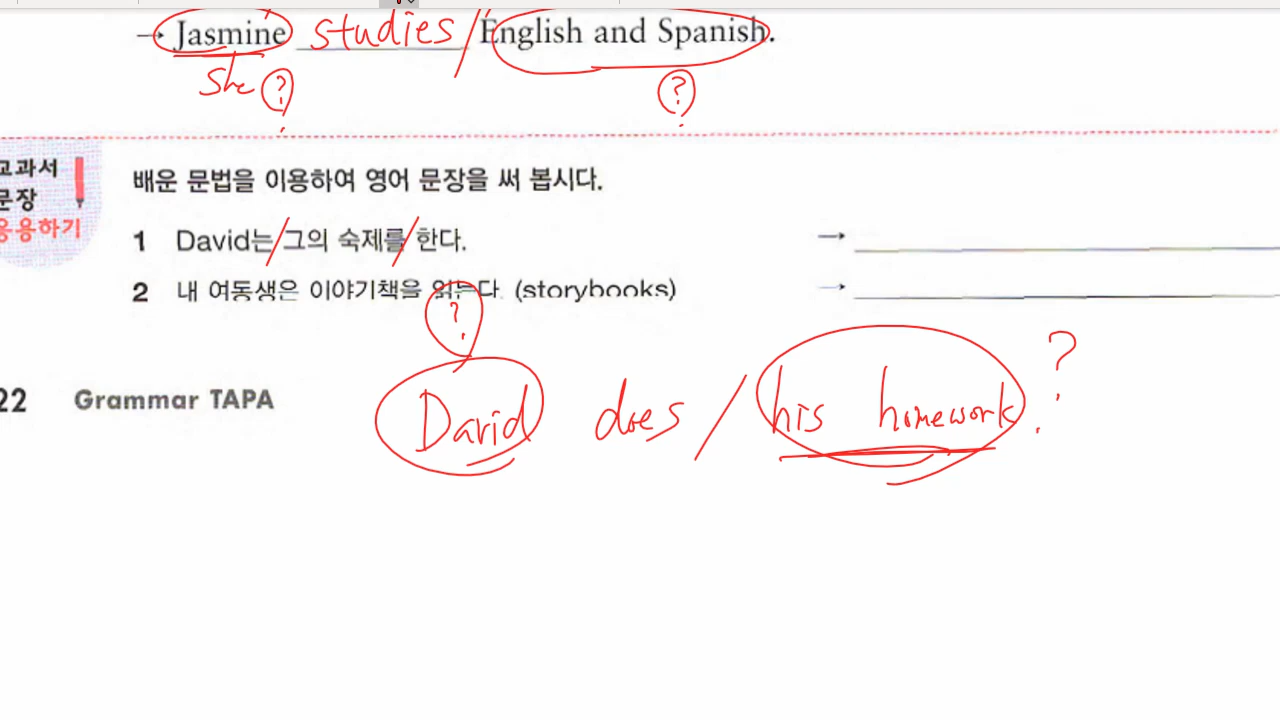 → Jasmine studies / English and Spanish.
she ? ?
교과서
문장
응용하기
배운 문법을 이용하여 영어 문장을 써 봅시다.
1 David는/그의 숙제를/한다. →
2 내 여동생은 이야기책을 읽는다. (storybooks) →
?
David does / his homework ?
22 Grammar TAPA